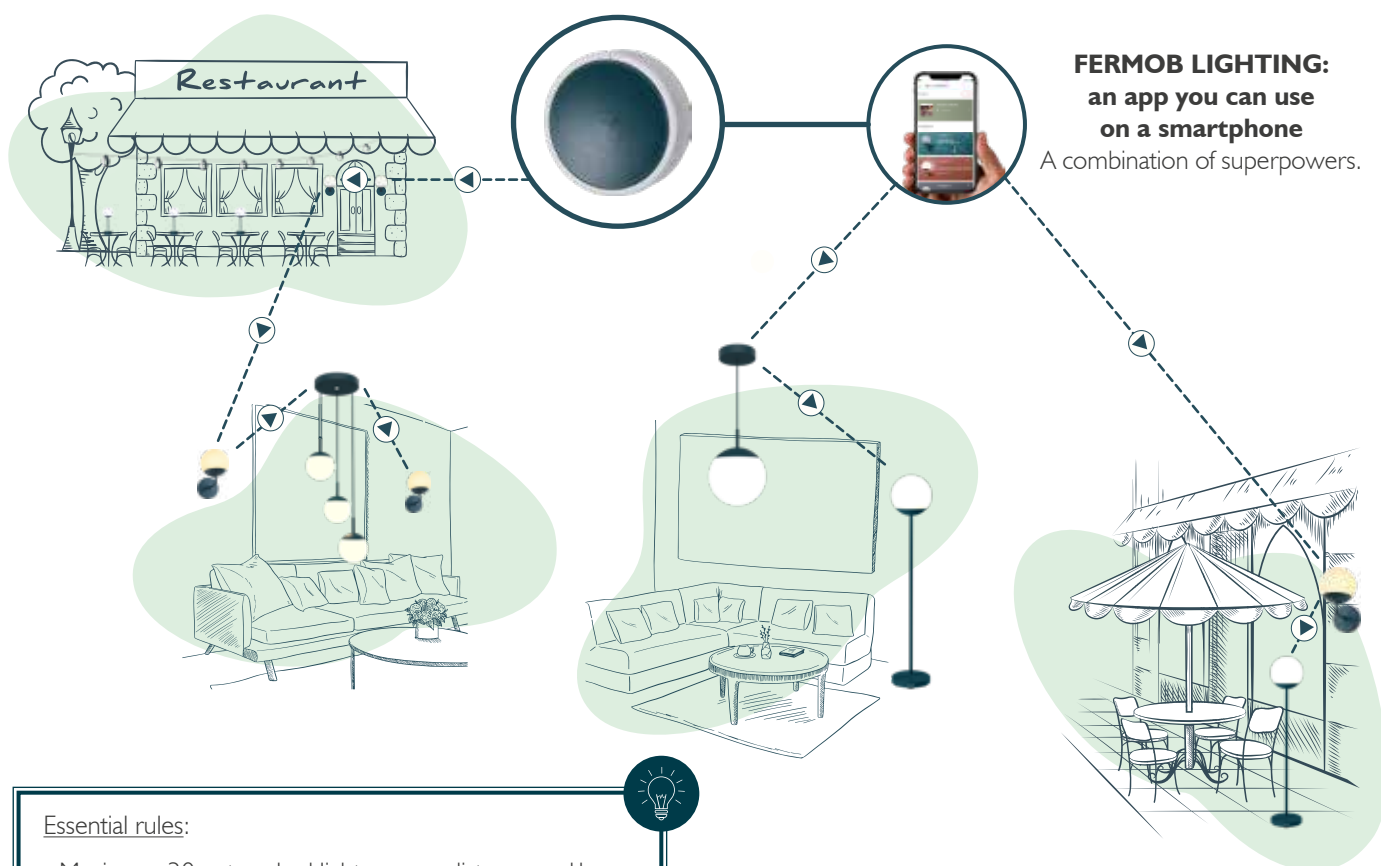 Restaurant
FERMOB LIGHTING:
an app you can use
on a smartphone
A combination of superpowers.
Essential rules: